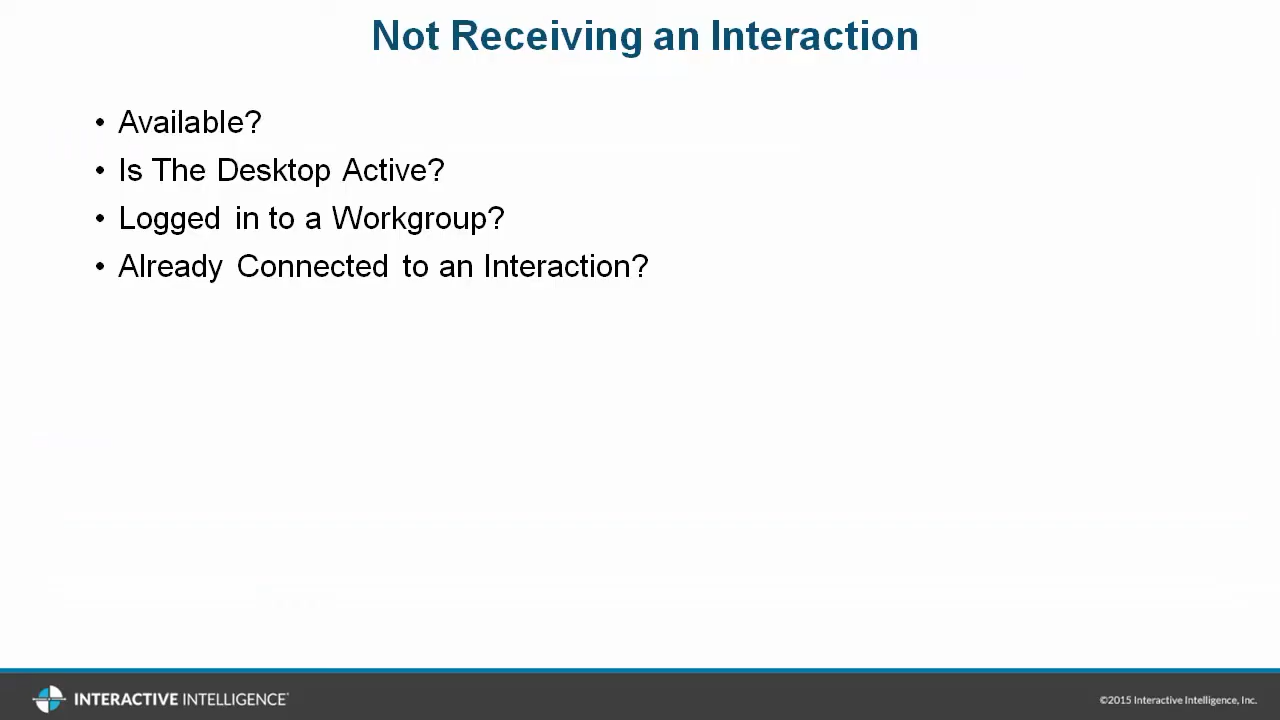 Not Receiving an Interaction
• Available?
• Is The Desktop Active?
• Logged in to a Workgroup?
• Already Connected to an Interaction?
INTERACTIVE INTELLIGENCE
©2015 Interactive Intelligence, Inc.